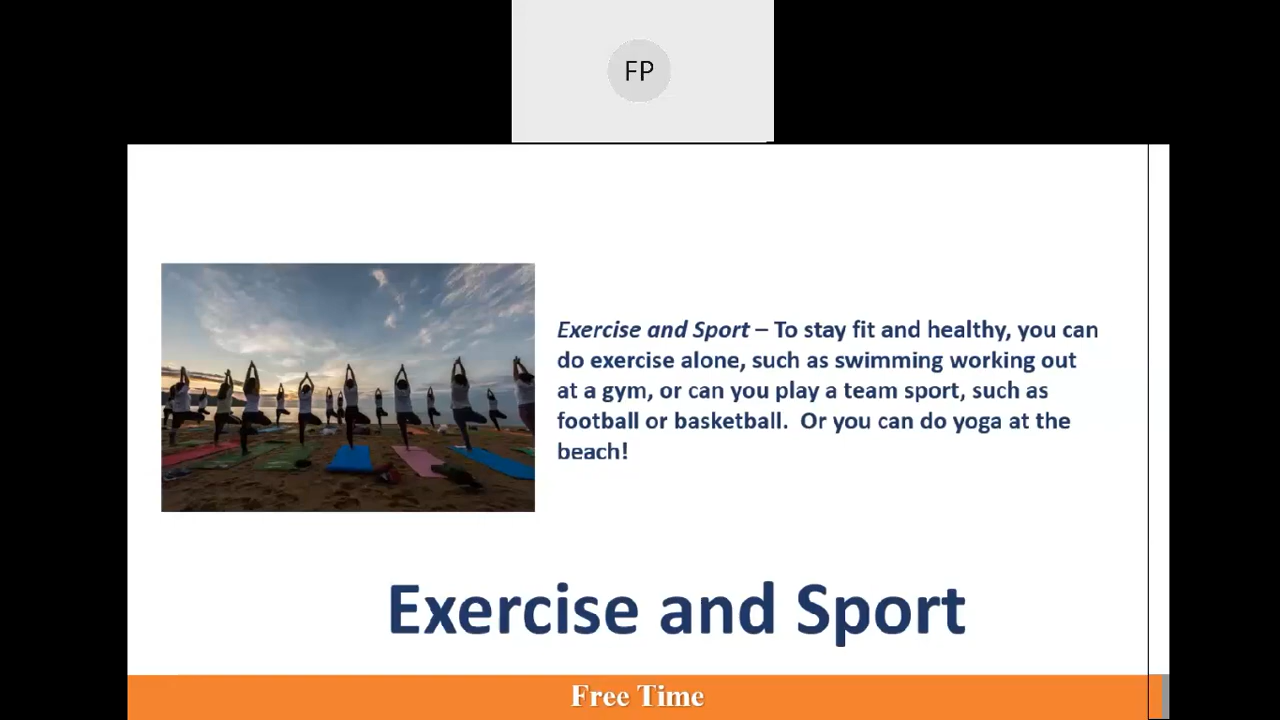 FP
Exercise and Sport – To stay fit and healthy, you can
do exercise alone, such as swimming working out
at a gym, or can you play a team sport, such as
football or basketball.  Or you can do yoga at the
beach!
Exercise and Sport
Free Time